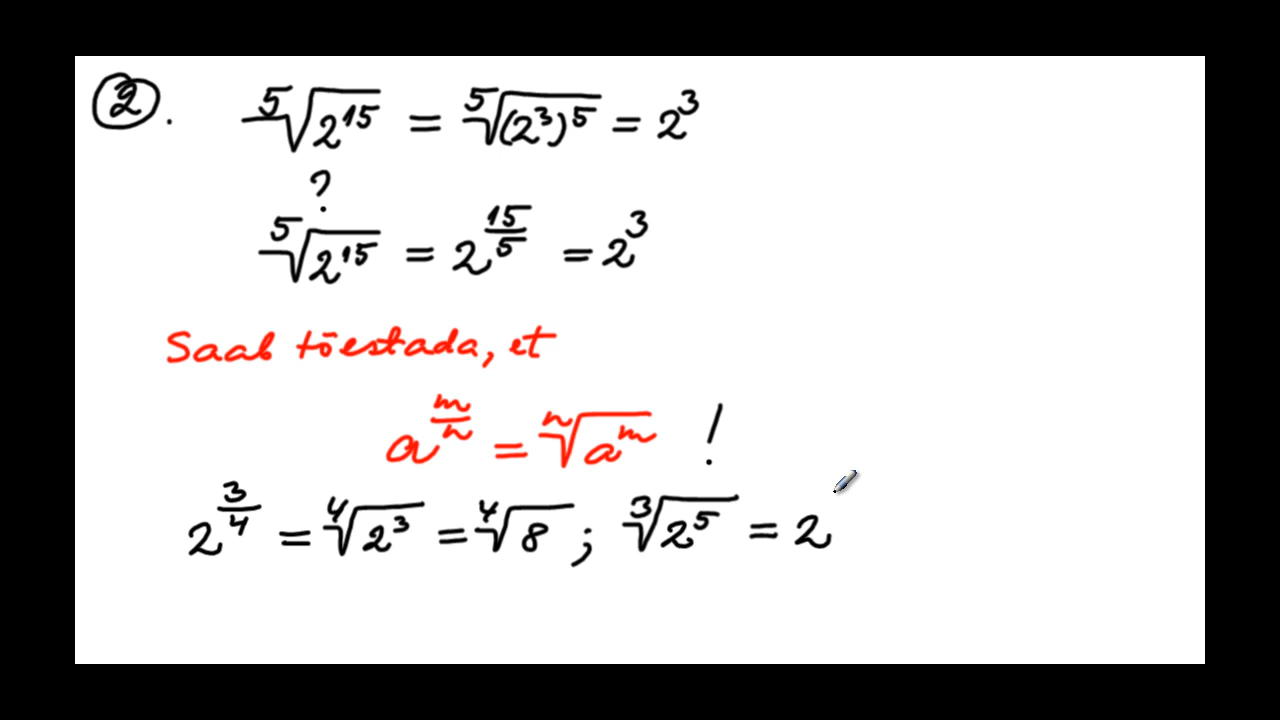 2. ⁵√(2¹⁵) = ⁵√((2³)⁵) = 2³
?
⁵√(2¹⁵) = 2^(15/5) = 2³
Saab tõestada, et
a^(m/n) = ⁿ√(aᵐ) !
2^(3/4) = ⁴√(2³) = ⁴√8 ; ³√(2⁵) = 2